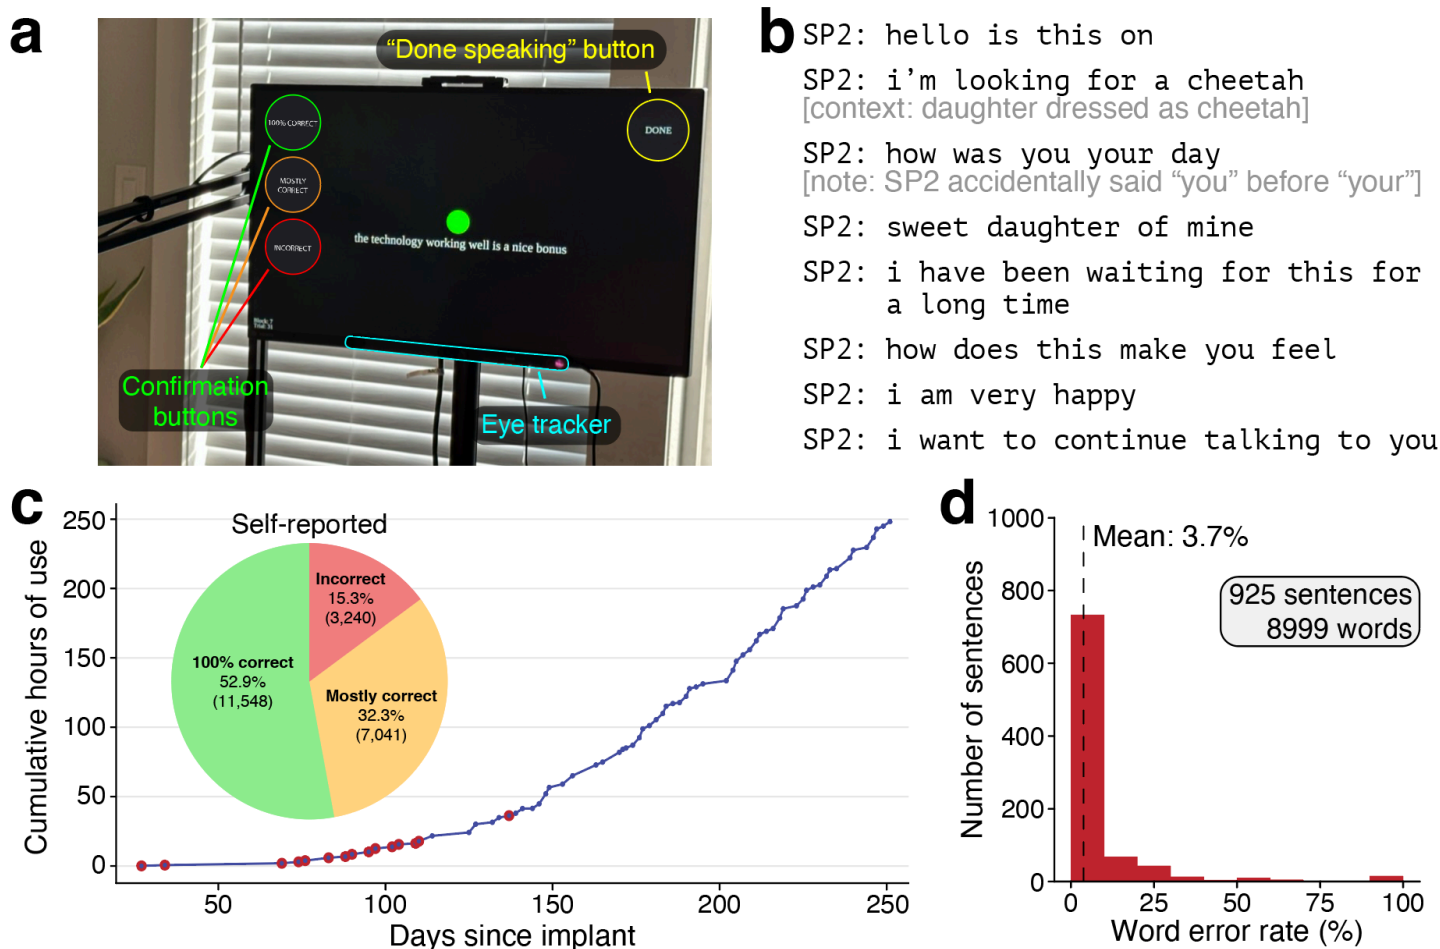 a
“Done speaking” button
100% CORRECT
MOSTLY
CORRECT
INCORRECT
DONE
the technology working well is a nice bonus
Block: 7
Trial: 31
Confirmation
buttons
Eye tracker
b
SP2: hello is this on
SP2: i’m looking for a cheetah
[context: daughter dressed as cheetah]
SP2: how was you your day
[note: SP2 accidentally said “you” before “your”]
SP2: sweet daughter of mine
SP2: i have been waiting for this for
a long time
SP2: how does this make you feel
SP2: i am very happy
SP2: i want to continue talking to you
c
Self-reported
Incorrect
15.3%
(3,240)
100% correct
52.9%
(11,548)
Mostly correct
32.3%
(7,041)
Cumulative hours of use
250
200
150
100
50
0
50
100
150
200
250
Days since implant
d
Mean: 3.7%
925 sentences
8999 words
Number of sentences
1000
800
600
400
200
0
0
25
50
75
100
Word error rate (%)